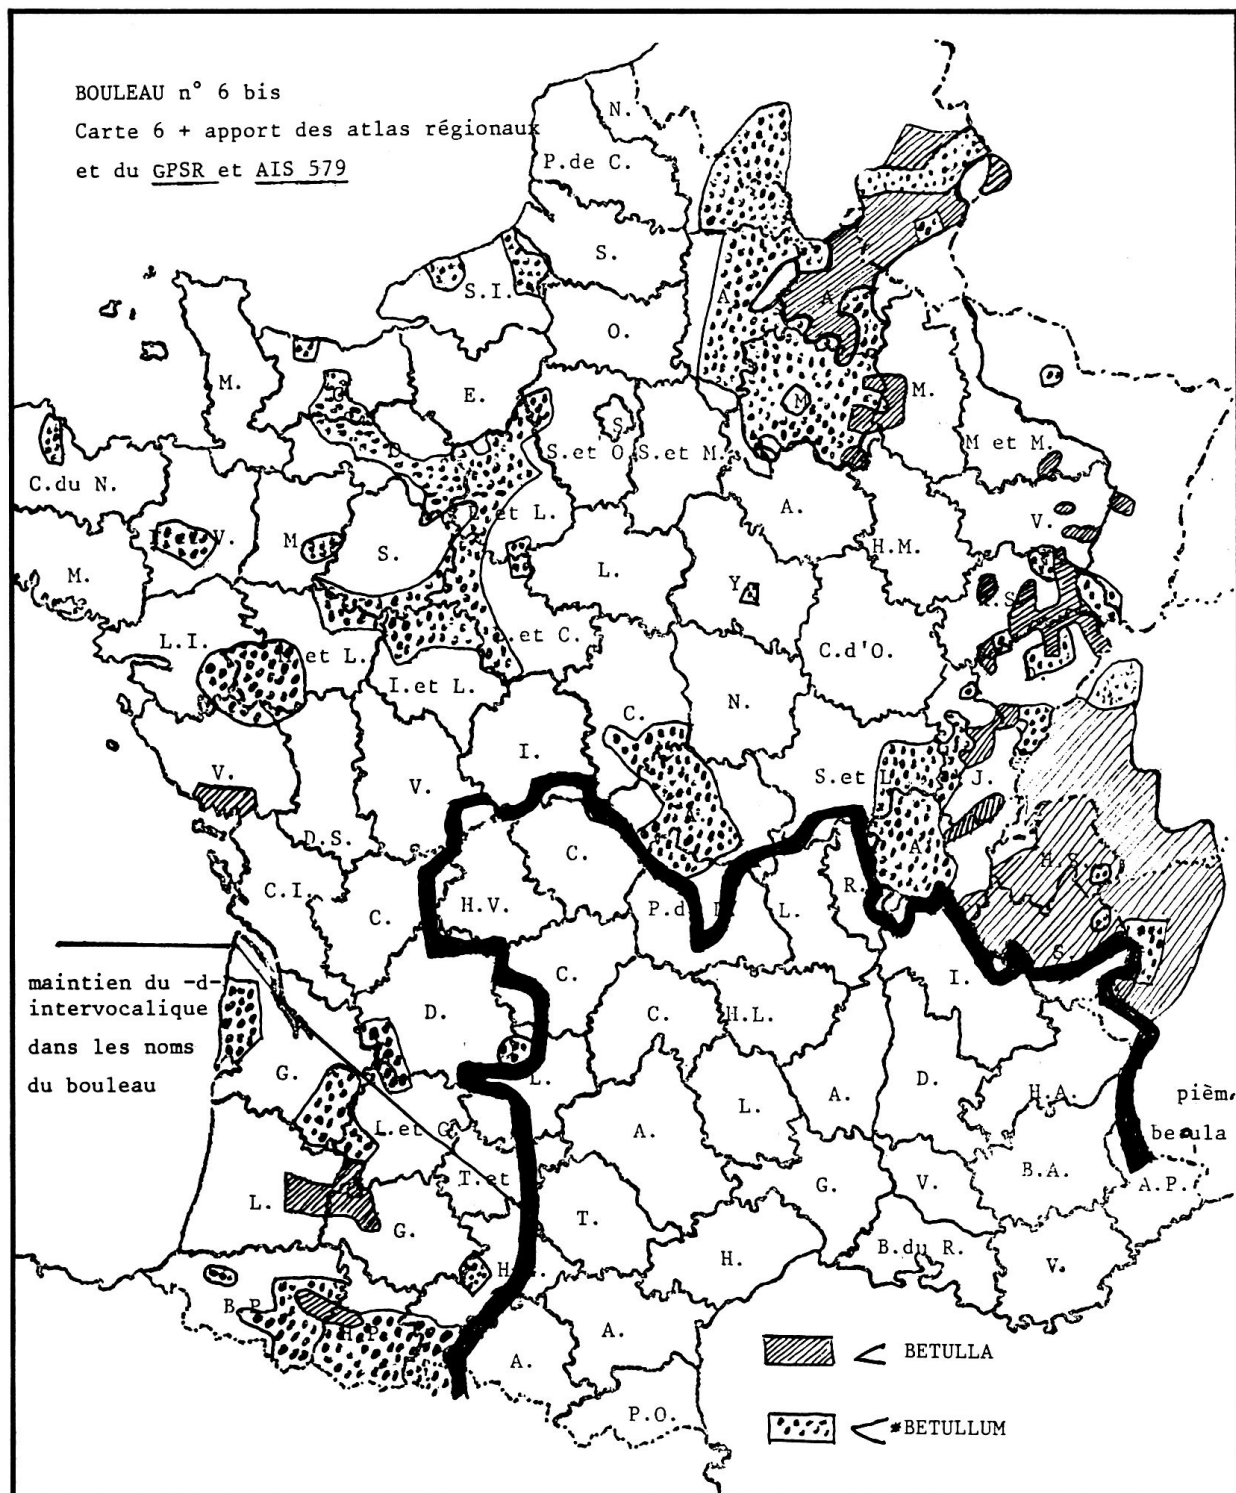 BOULEAU n° 6 bis
Carte 6 + apport des atlas régionaux
et du GPSR et AIS 579
N.
P.de C.
S.
S.I.
A.
A.
O.
M.
C.
E.
M
M.
S.
D.
S.et O.
S.et M.
M et M.
C.du N.
V.
M.
S.
et L.
A.
V.
H.M.
M.
L.
Y.
L.I.
et L.
et C.
C.d'O.
I.et L.
C.
N.
V.
V.
I.
S.et L.
J.
D.S.
A.
A.
C.
H.S.
C.I.
C.
H.V.
P.d
L.
R.
S.
maintien du -d-
intervocalique
dans les noms
du bouleau
D.
C.
C.
H.L.
I.
G.
L.
L.
A.
D.
H.A.
pièm.
betula
L.et G.
A.
T.et
G.
V.
B.A.
A.P.
L.
G.
T.
H.
B.du R.
V.
B.P.
H.P.
A.
A.
P.O.
< BETULLA
< *BETULLUM